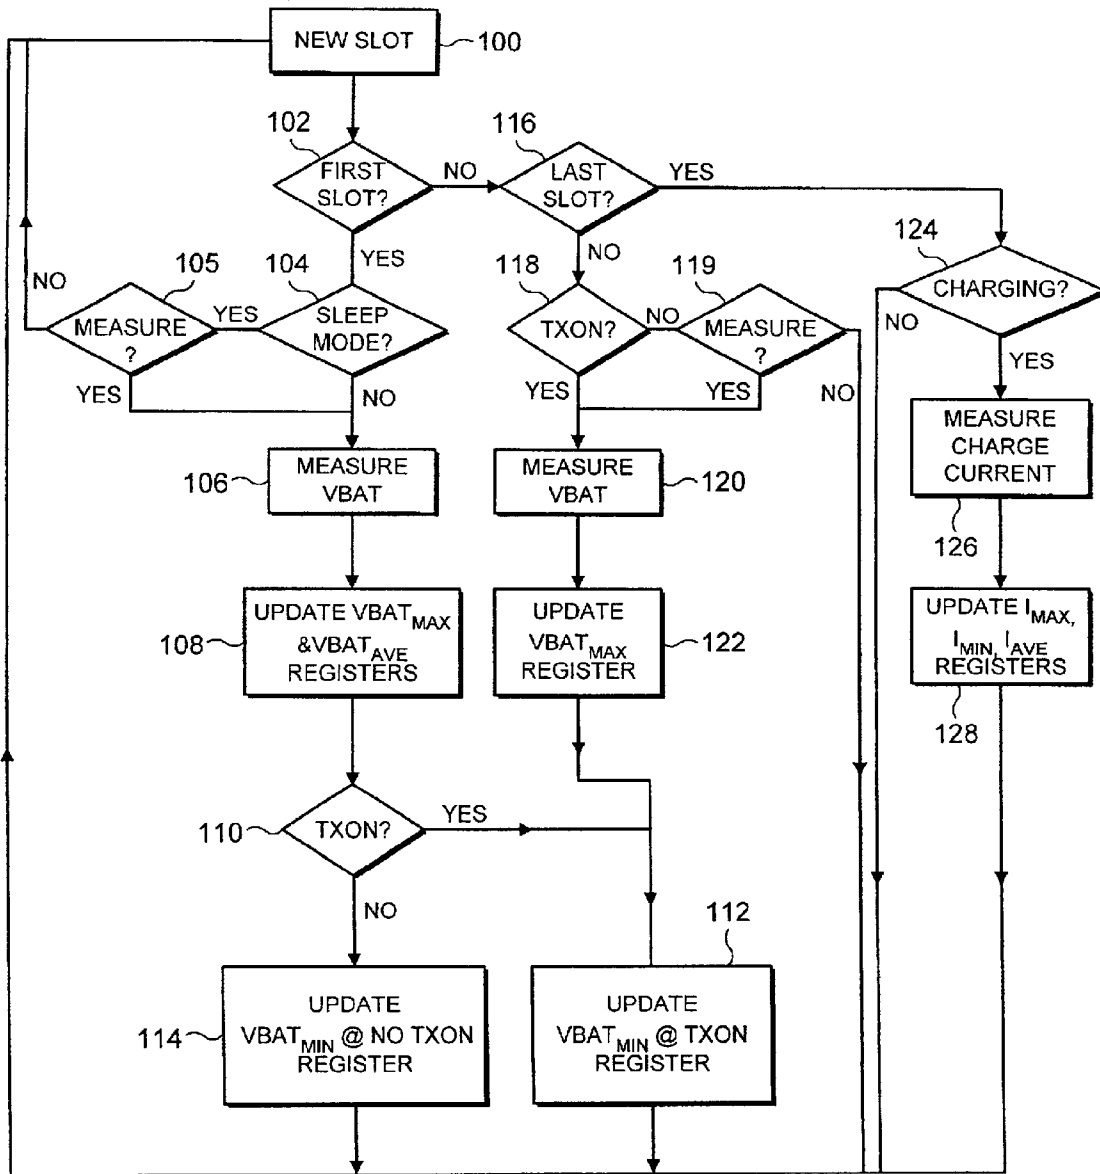 NEW SLOT
100
102
116
FIRST
SLOT?
NO
LAST
SLOT?
YES
124
CHARGING?
NO
YES
105
NO
MEASURE
?
YES
YES
104
SLEEP
MODE?
YES
NO
NO
118
TXON?
NO
119
MEASURE
?
YES
YES
NO
MEASURE
CHARGE
CURRENT
126
106
MEASURE
VBAT
MEASURE
VBAT
120
108
UPDATE VBATMAX
&VBATAVE
REGISTERS
UPDATE
VBATMAX
REGISTER
122
UPDATE IMAX,
IMIN, IAVE
REGISTERS
128
110
TXON?
YES
NO
112
114
UPDATE
VBATMIN @ NO TXON
REGISTER
UPDATE
VBATMIN @ TXON
REGISTER